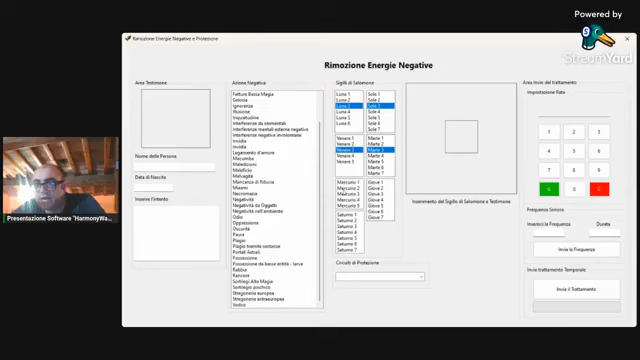 Powered by
StreamYard
Rimozione Energie Negative e Protezione
Rimozione Energie Negative
Area Testimone
Nome della Persona
Data di Nascita
Inserire l'intento
Azione Negativa
Fatture Bassa Magia
Gelosia
Ignoranza
Illusione
Inquietudine
Interferenze da elementali
Interferenze mentali esterne negative
Interferenze negative involontarie
Invidia
Invidia
Legamento d'amore
Macumba
Maledizioni
Maleficio
Malvagità
Mancanza di fiducia
Miasmi
Necromanzia
Negatività
Negatività da Oggetti
Negatività nell'ambiente
Odio
Oppressione
Oscurità
Paura
Plagio
Plagio tramite santeria
Portali Astrali
Possessione
Possessione da basse entità - larve
Rabbia
Rancore
Sortilegi Alta Magia
Sortilegio psichico
Stregoneria europea
Stregoneria extraeuropea
Vodoo
Sigilli di Salomone
Luna 1
Luna 2
Luna 3
Luna 4
Luna 5
Luna 6
Sole 1
Sole 2
Sole 3
Sole 4
Sole 5
Sole 6
Sole 7
Venere 1
Venere 2
Venere 3
Venere 4
Venere 5
Marte 1
Marte 2
Marte 3
Marte 4
Marte 5
Marte 6
Marte 7
Mercurio 1
Mercurio 2
Mercurio 3
Mercurio 4
Mercurio 5
Giove 1
Giove 2
Giove 3
Giove 4
Giove 5
Giove 6
Giove 7
Saturno 1
Saturno 2
Saturno 3
Saturno 4
Saturno 5
Saturno 6
Saturno 7
Circuiti di Protezione
Inserimento del Sigillo di Salomone e Testimone
Area Invio del trattamento
Impostazione Rate
1 2 3
4 5 6
7 8 9
0
Frequenza Sonora
Inserisci la Frequenza
Durata
Invia la Frequenza
Invio trattamento Temporale
Invia il Trattamento
Presentazione Software "HarmonyWa